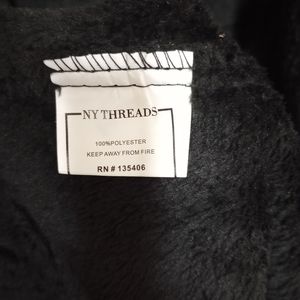 NY THREADS
100%POLYESTER
KEEP AWAY FROM FIRE
RN # 135406